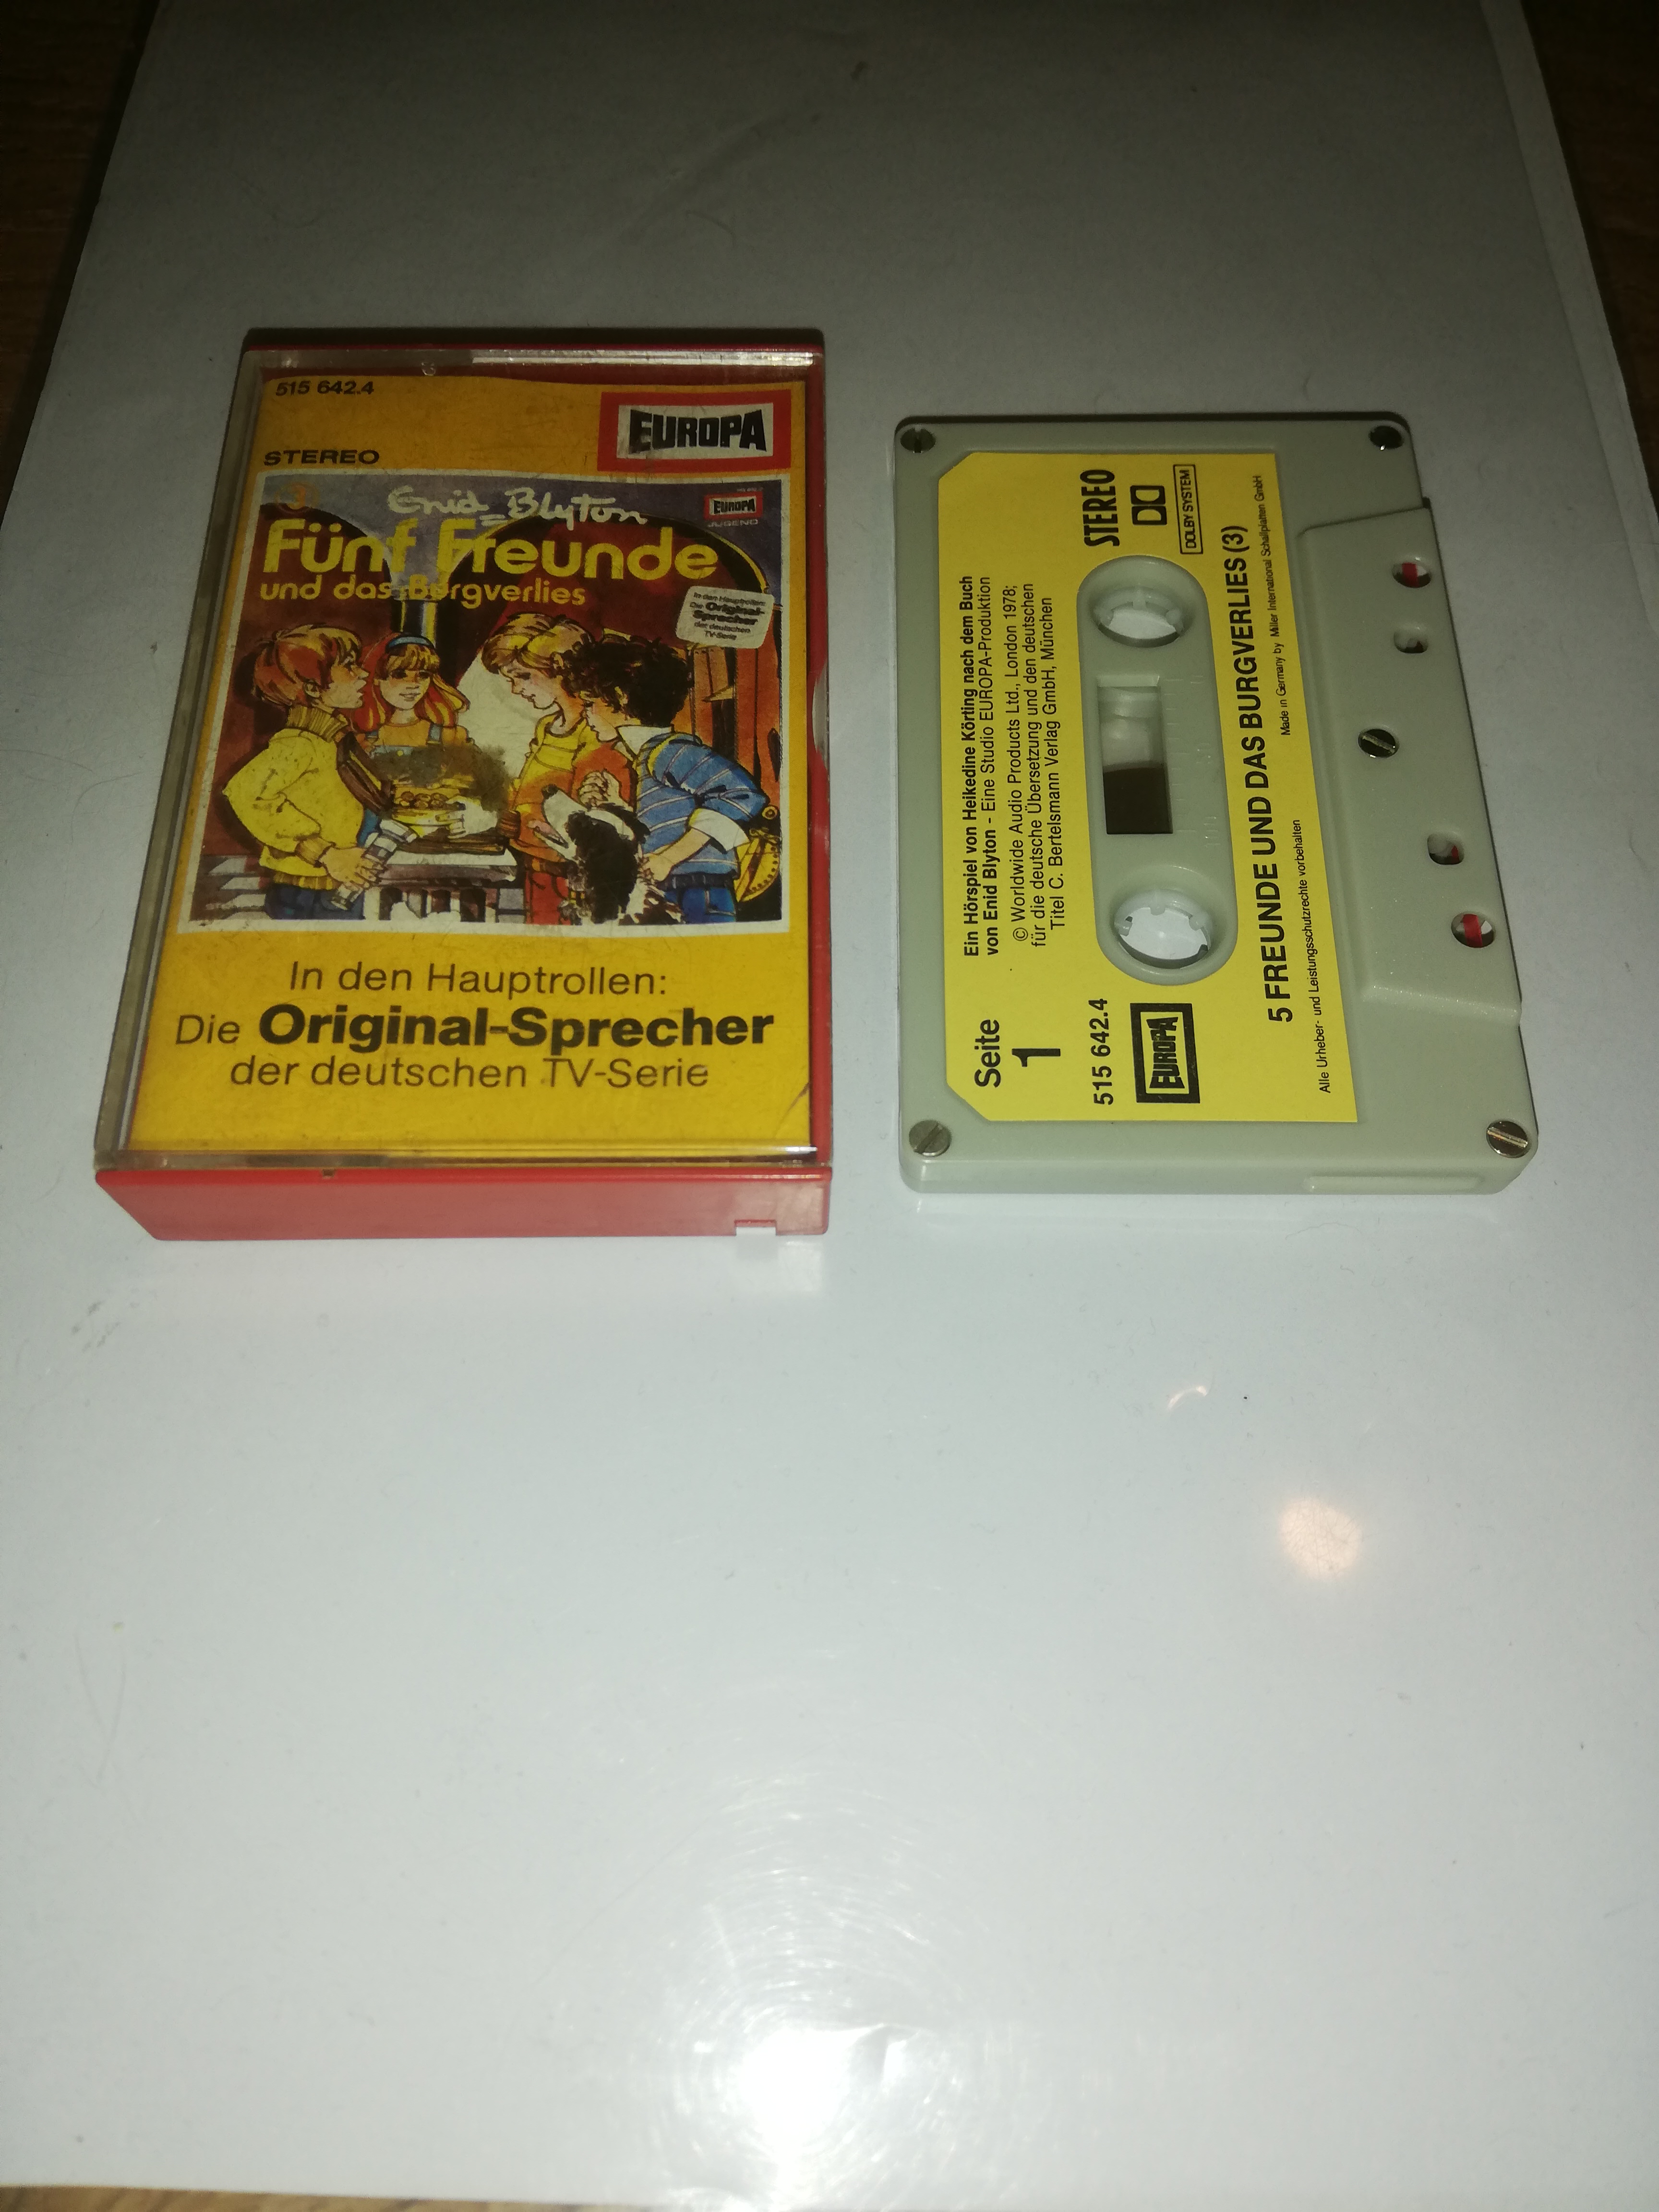 515 642.4
EUROPA
STEREO
3
Enid Blyton
EUROPA
JUGEND
Fünf Freunde
und das Burgverlies
In den Hauptrollen:
Die Original-
Sprecher
der deutschen
TV-Serie
In den Hauptrollen:
Die Original-Sprecher
der deutschen TV-Serie
Ein Hörspiel von Heikedine Körting nach dem Buch
von Enid Blyton - Eine Studio EUROPA-Produktion
© Worldwide Audio Products Ltd., London 1978;
für die deutsche Übersetzung und den deutschen
Titel C. Bertelsmann Verlag GmbH, München
Seite
1
STEREO
DOLBY SYSTEM
515 642.4
EUROPA
5 FREUNDE UND DAS BURGVERLIES (3)
Made in Germany by Miller International Schallplatten GmbH
Alle Urheber- und Leistungsschutzrechte vorbehalten